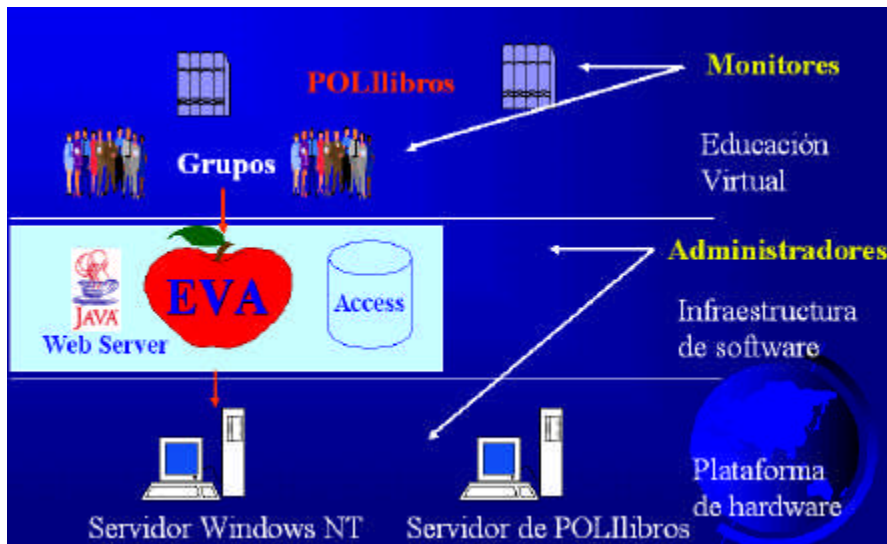 POLIlibros
Monitores
Grupos
Educación
Virtual
EVA
JAVA
Web Server
Access
Administradores
Infraestructura
de software
Plataforma
de hardware
Servidor Windows NT
Servidor de POLIlibros